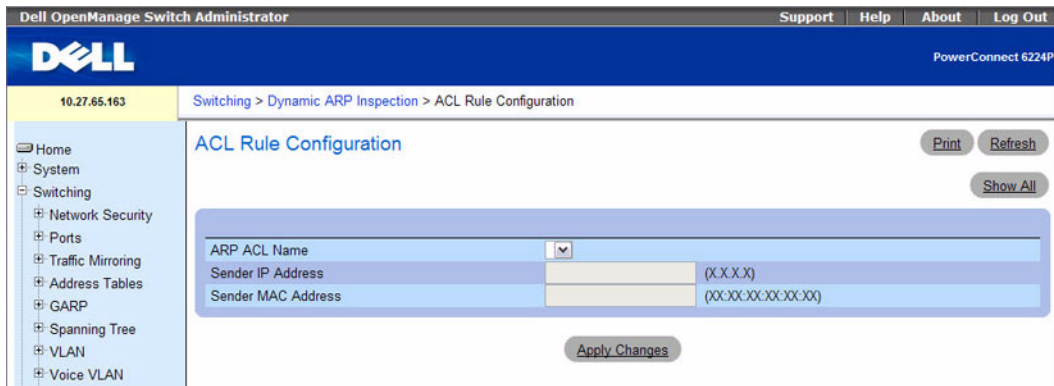 Dell OpenManage Switch Administrator
Support Help About Log Out
DELL
PowerConnect 6224P
10.27.65.163
Switching > Dynamic ARP Inspection > ACL Rule Configuration
Home
System
Switching
Network Security
Ports
Traffic Mirroring
Address Tables
GARP
Spanning Tree
VLAN
Voice VLAN
ACL Rule Configuration
Print Refresh
Show All
ARP ACL Name
Sender IP Address (X.X.X.X)
Sender MAC Address (XX:XX:XX:XX:XX:XX)
Apply Changes